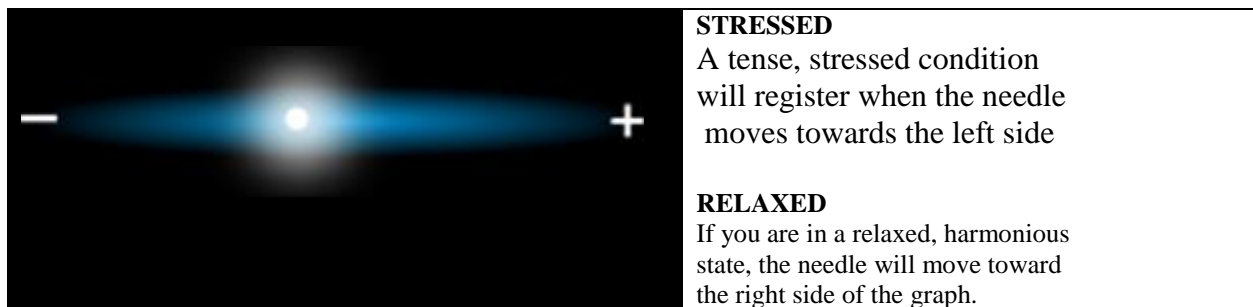 STRESSED
A tense, stressed condition
will register when the needle
moves towards the left side
RELAXED
If you are in a relaxed, harmonious
state, the needle will move toward
the right side of the graph.